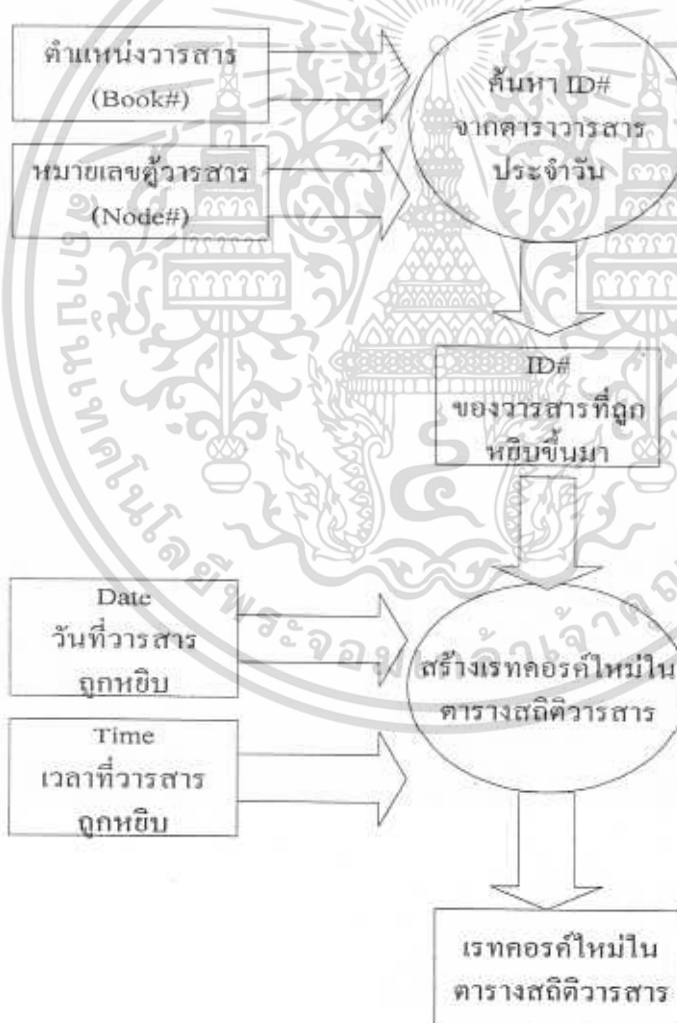 ตำแหน่งวารสาร
(Book#)
หมายเลขตู้วารสาร
(Node#)
ค้นหา ID#
จากตาราวารสาร
ประจำวัน
ID#
ของวารสารที่ถูก
หยิบขึ้นมา
Date
วันที่วารสาร
ถูกหยิบ
Time
เวลาที่วารสาร
ถูกหยิบ
สร้างเรทคอร์ดใหม่ใน
ตารางสถิติวารสาร
เรทคอร์ดใหม่ใน
ตารางสถิติวารสาร